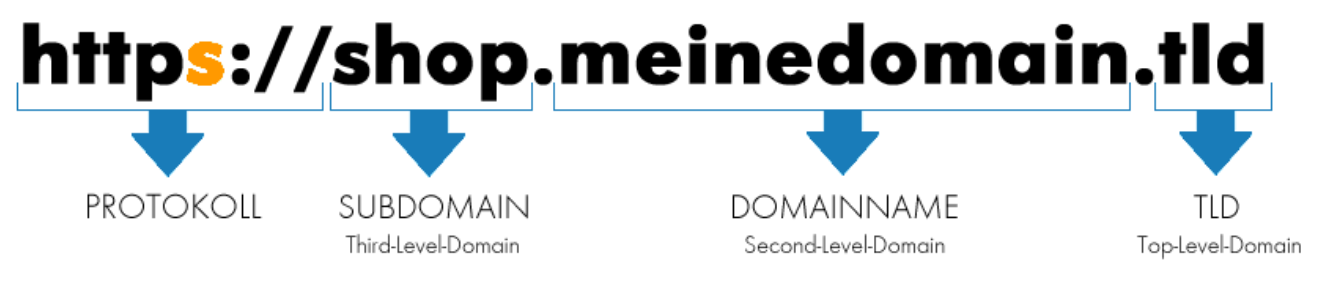 https://shop.meinedomain.tld
PROTOKOLL SUBDOMAIN DOMAINNAME TLD
Third-Level-Domain Second-Level-Domain Top-Level-Domain